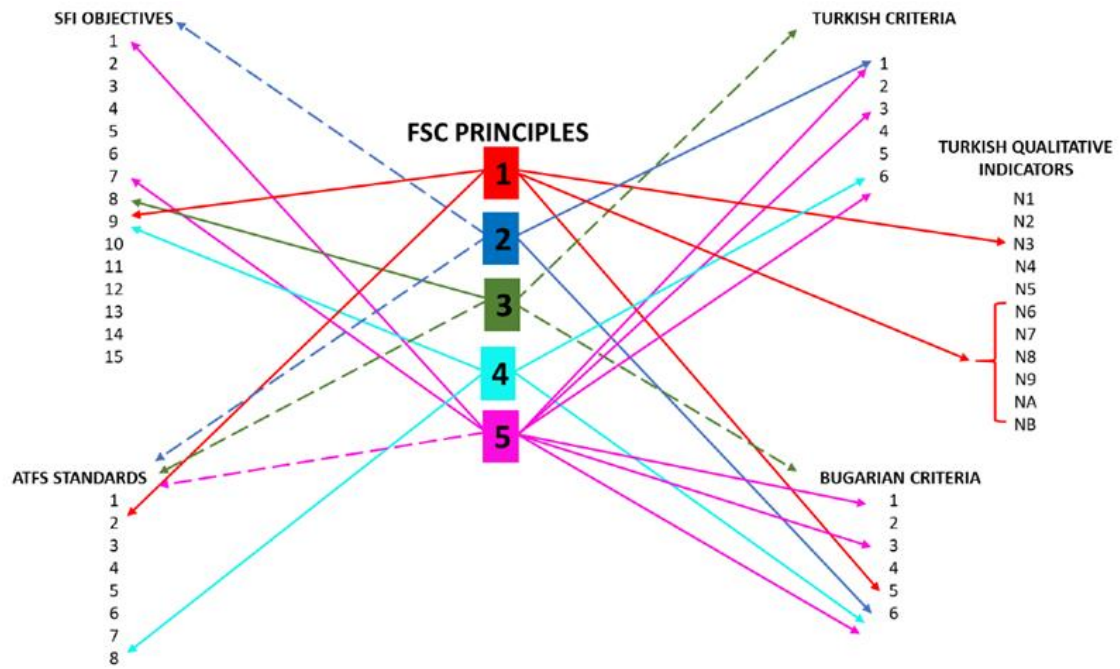 SFI OBJECTIVES
1
2
3
4
5
6
7
8
9
10
11
12
13
14
15
ATFS STANDARDS
1
2
3
4
5
6
7
8
FSC PRINCIPLES
1
2
3
4
5
TURKISH CRITERIA
1
2
3
4
5
6
TURKISH QUALITATIVE
INDICATORS
N1
N2
N3
N4
N5
N6
N7
N8
N9
NA
NB
BUGARIAN CRITERIA
1
2
3
4
5
6